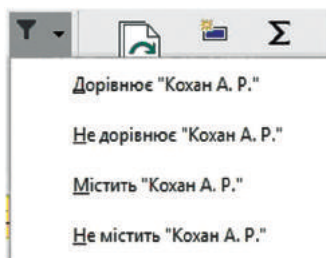 Дорівнює "Кохан А. Р."
Не дорівнює "Кохан А. Р."
Містить "Кохан А. Р."
Не містить "Кохан А. Р."